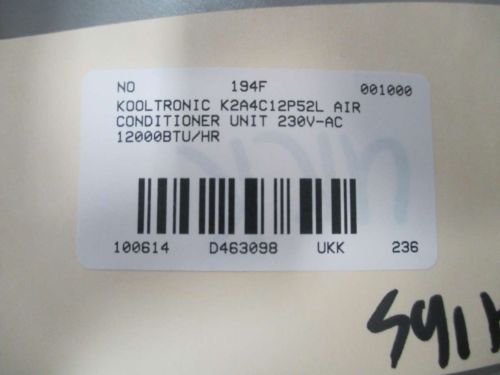 NO 194F 001000
KOOLTRONIC K2A4C12P52L AIR
CONDITIONER UNIT 230V-AC
12000BTU/HR
100614 D463098 UKK 236